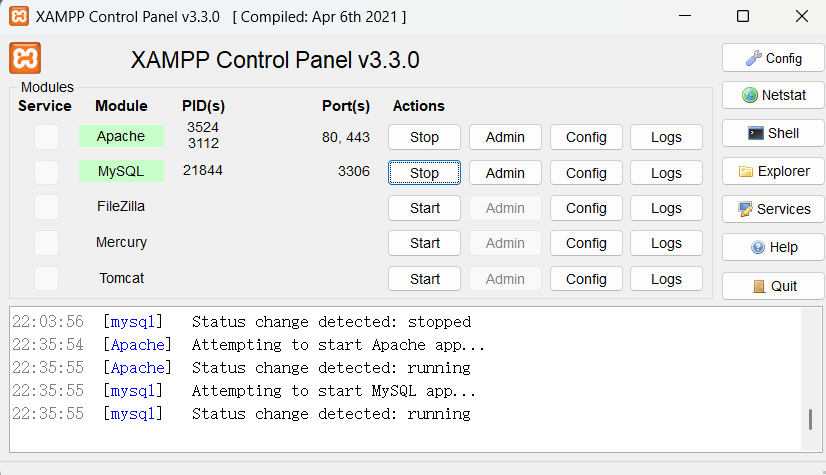 XAMPP Control Panel v3.3.0 [ Compiled: Apr 6th 2021 ]
XAMPP Control Panel v3.3.0
Config
Modules
Service Module PID(s) Port(s) Actions
Netstat
Apache 3524 3112 80, 443 Stop Admin Config Logs
Shell
MySQL 21844 3306 Stop Admin Config Logs
Explorer
FileZilla Start Admin Config Logs
Services
Mercury Start Admin Config Logs
Help
Tomcat Start Admin Config Logs
Quit
22:03:56 [mysql] Status change detected: stopped
22:35:54 [Apache] Attempting to start Apache app...
22:35:55 [Apache] Status change detected: running
22:35:55 [mysql] Attempting to start MySQL app...
22:35:55 [mysql] Status change detected: running